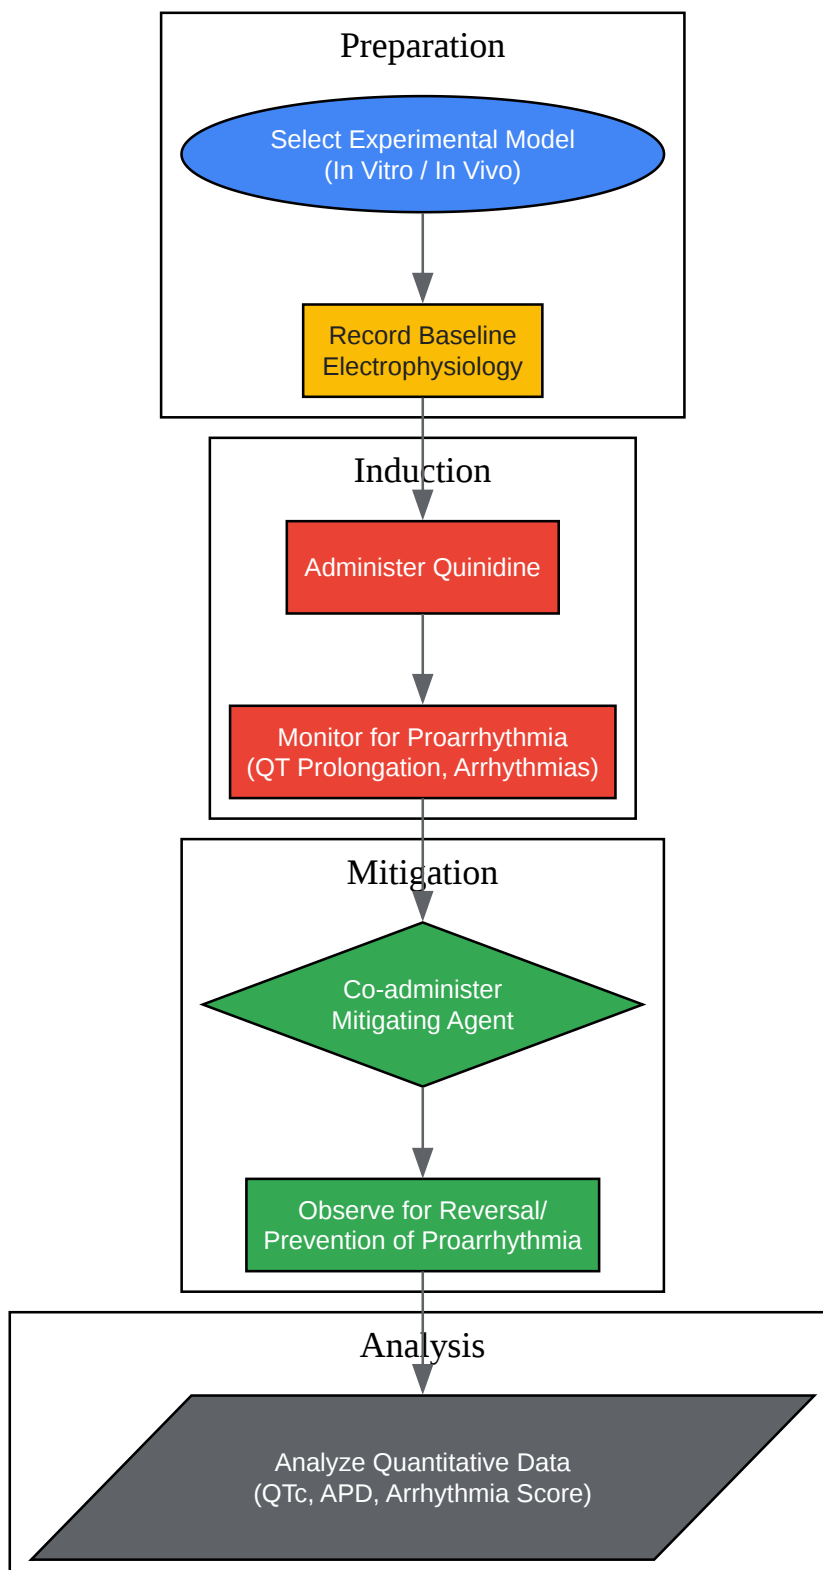 Preparation
Select Experimental Model
(In Vitro / In Vivo)
Record Baseline
Electrophysiology
Induction
Administer Quinidine
Monitor for Proarrhythmia
(QT Prolongation, Arrhythmias)
Mitigation
Co-administer
Mitigating Agent
Observe for Reversal/
Prevention of Proarrhythmia
Analysis
Analyze Quantitative Data
(QTc, APD, Arrhythmia Score)